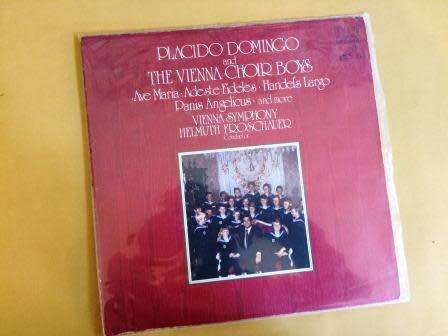 PLACIDO DOMINGO
and
THE VIENNA CHOIR BOYS
Ave Maria · Adeste Fideles · Handel's Largo
Panis Angelicus · and more
VIENNA SYMPHONY
HELMUTH FROSCHAUER
Conductor